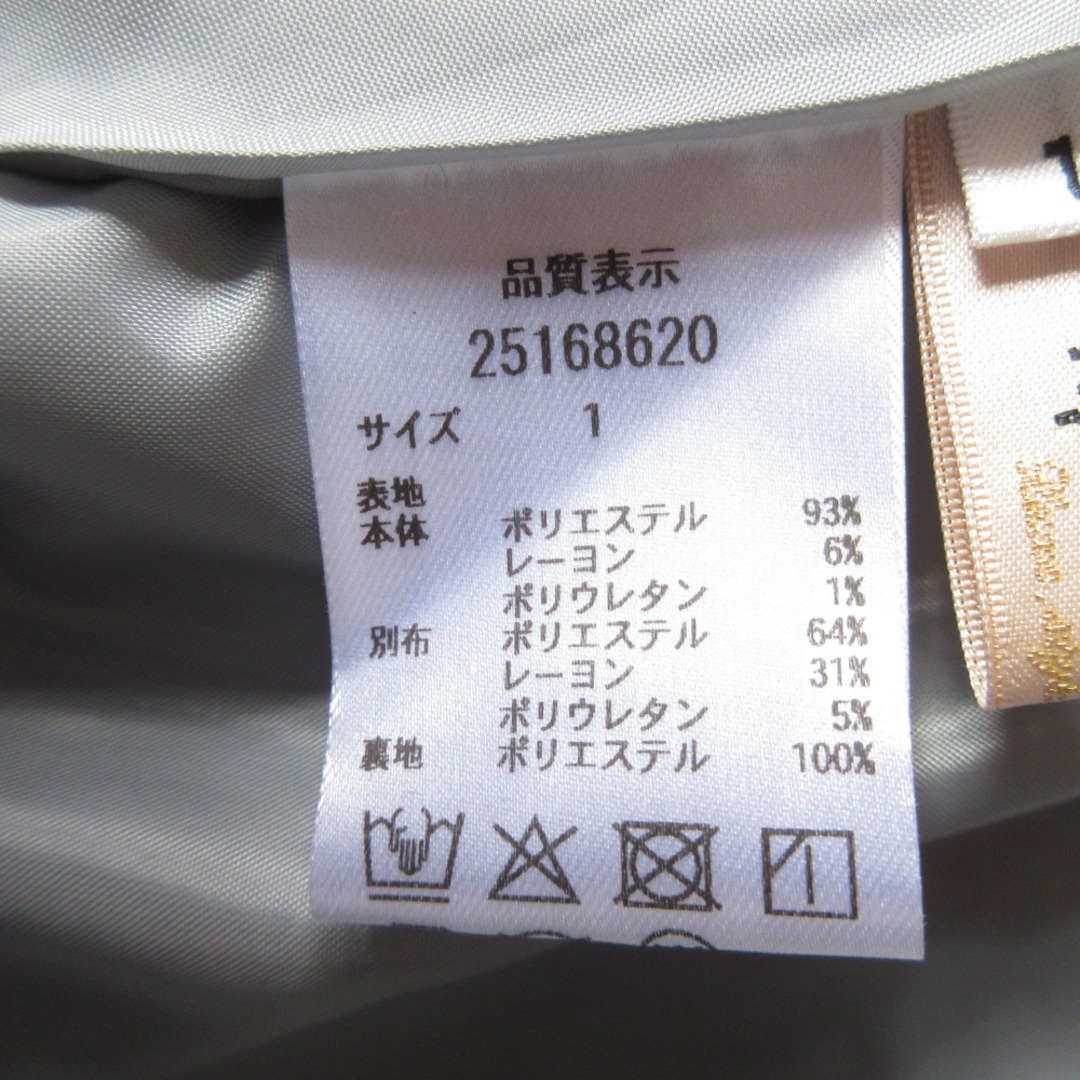 品質表示
25168620
サイズ 1
表地
本体 ポリエステル 93%
レーヨン 6%
ポリウレタン 1%
別布 ポリエステル 64%
レーヨン 31%
ポリウレタン 5%
裏地 ポリエステル 100%